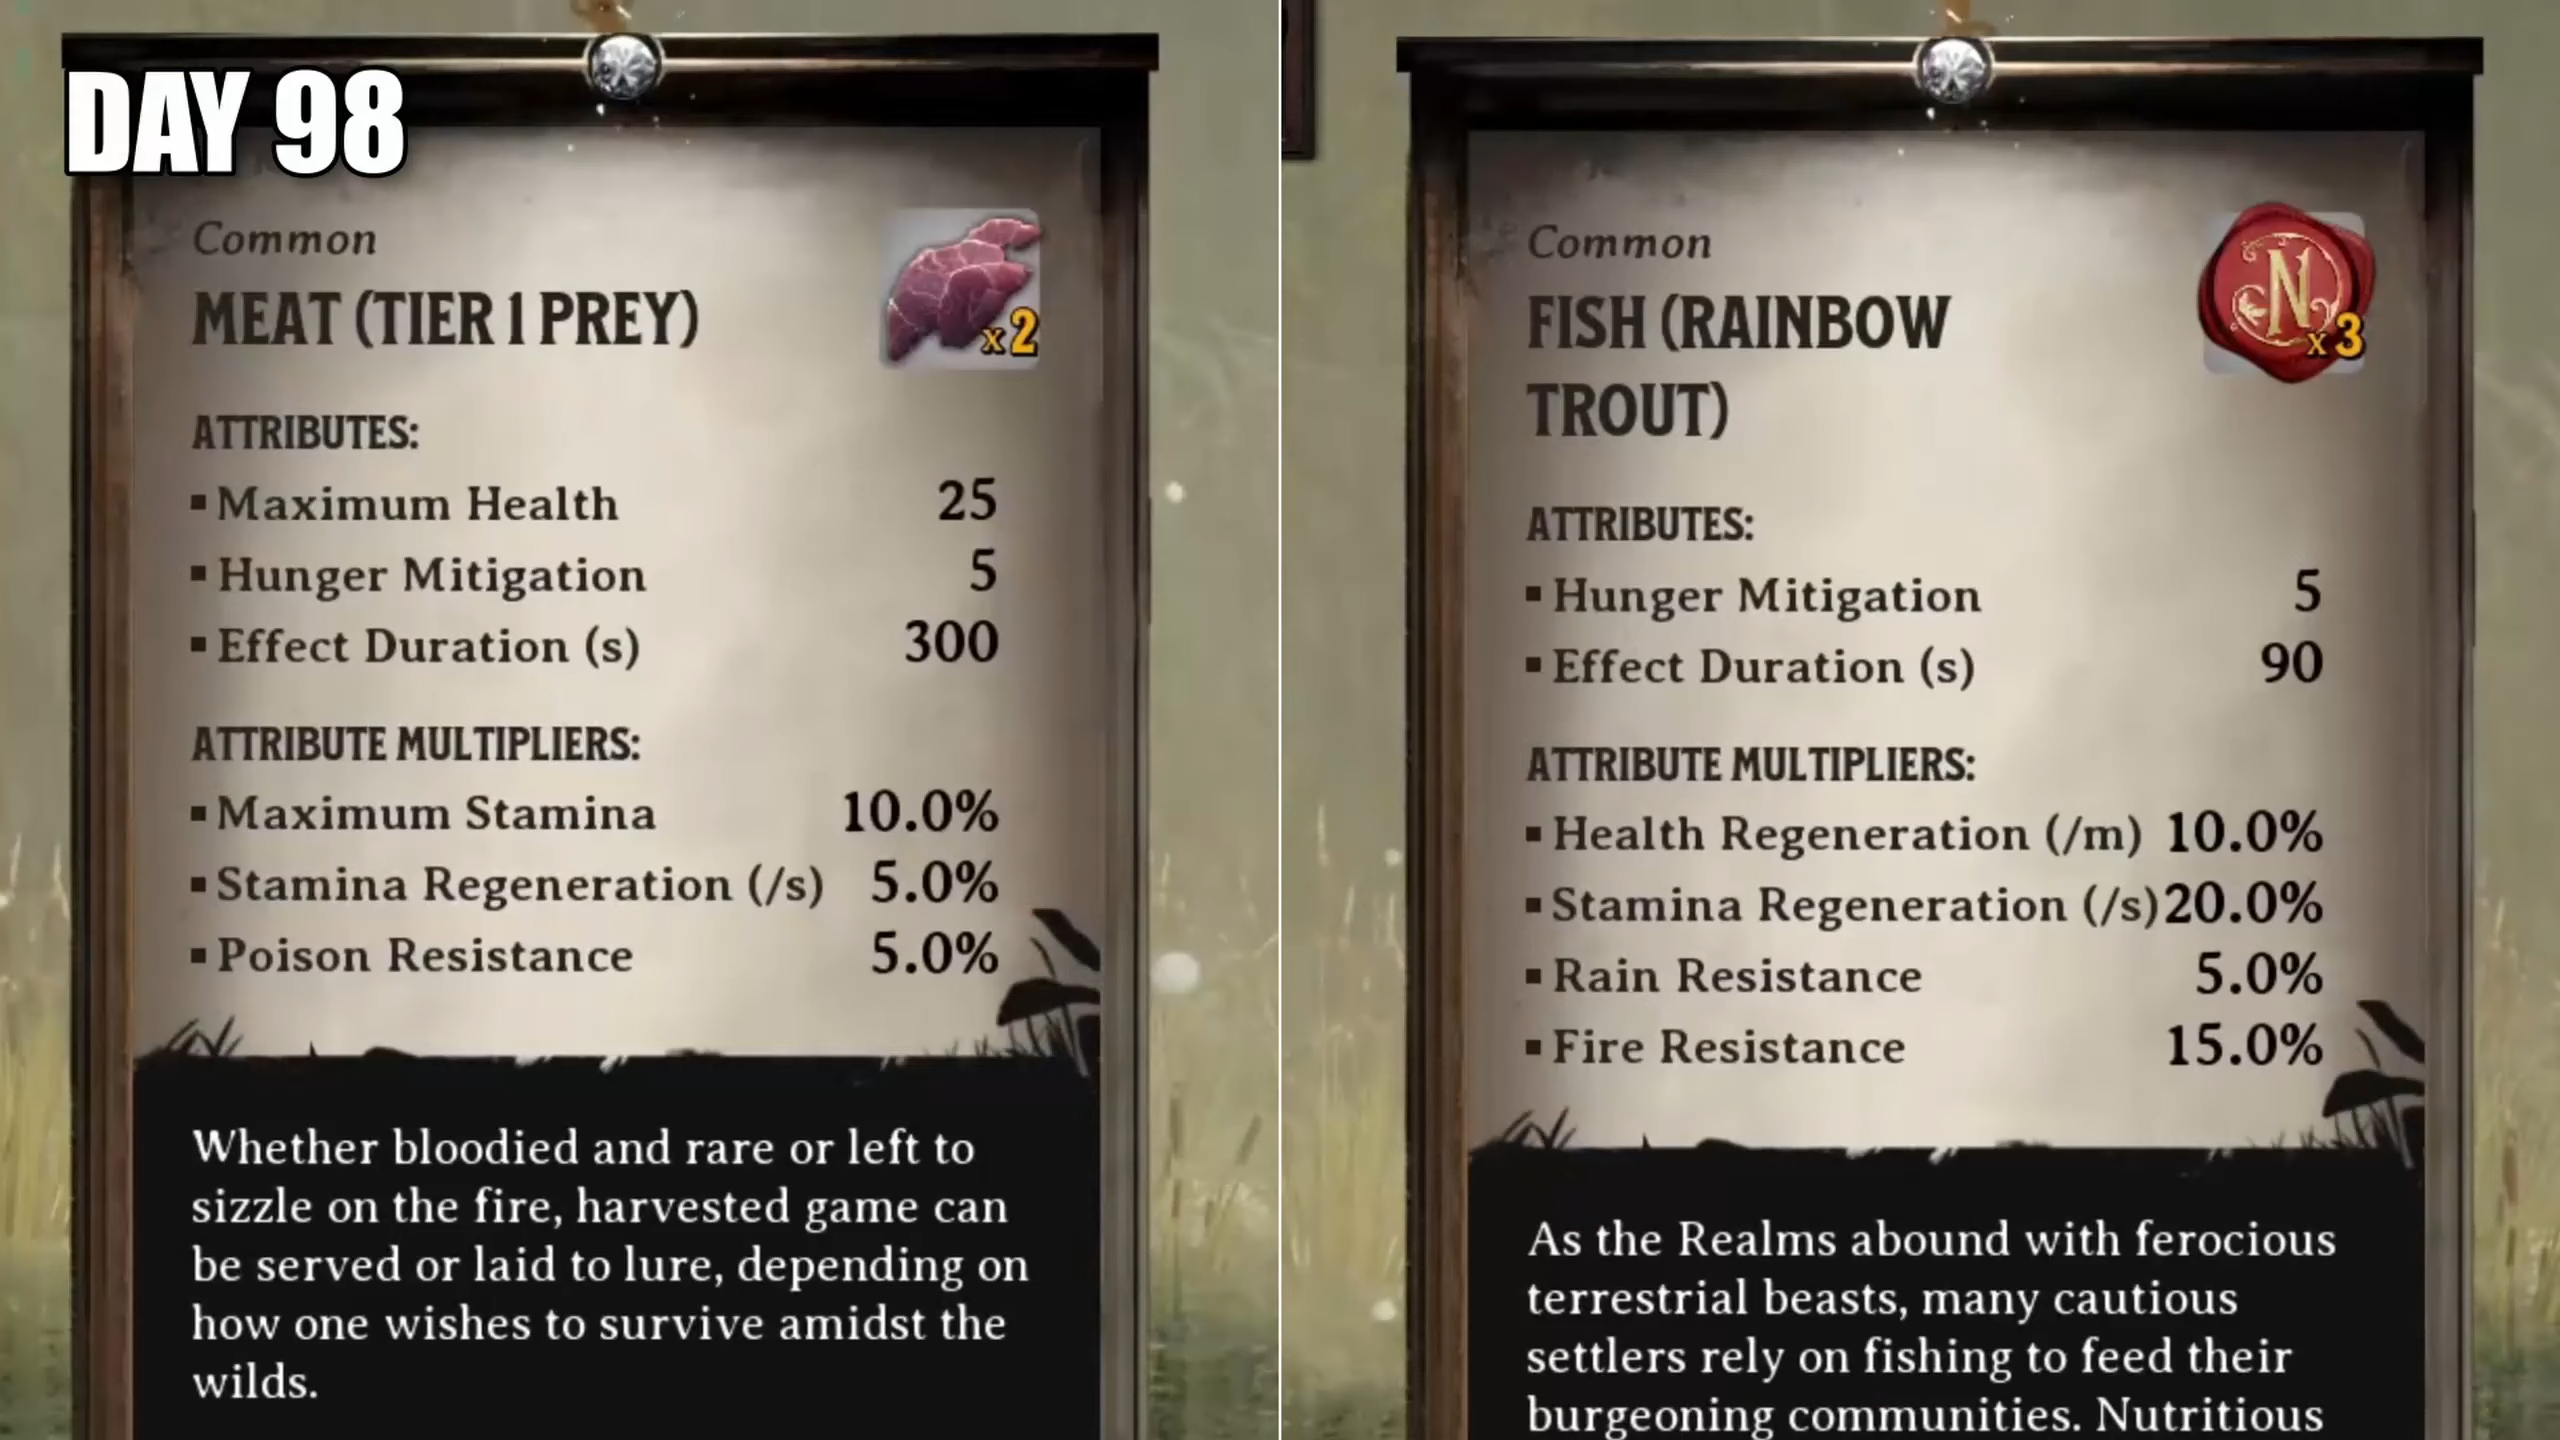 DAY 98
Common
MEAT (TIER 1 PREY)
x2
ATTRIBUTES:
▪ Maximum Health 25
▪ Hunger Mitigation 5
▪ Effect Duration (s) 300
ATTRIBUTE MULTIPLIERS:
▪ Maximum Stamina 10.0%
▪ Stamina Regeneration (/s) 5.0%
▪ Poison Resistance 5.0%
Whether bloodied and rare or left to
sizzle on the fire, harvested game can
be served or laid to lure, depending on
how one wishes to survive amidst the
wilds.
Common
FISH (RAINBOW
TROUT)
N
x3
ATTRIBUTES:
▪ Hunger Mitigation 5
▪ Effect Duration (s) 90
ATTRIBUTE MULTIPLIERS:
▪ Health Regeneration (/m) 10.0%
▪ Stamina Regeneration (/s) 20.0%
▪ Rain Resistance 5.0%
▪ Fire Resistance 15.0%
As the Realms abound with ferocious
terrestrial beasts, many cautious
settlers rely on fishing to feed their
burgeoning communities. Nutritious